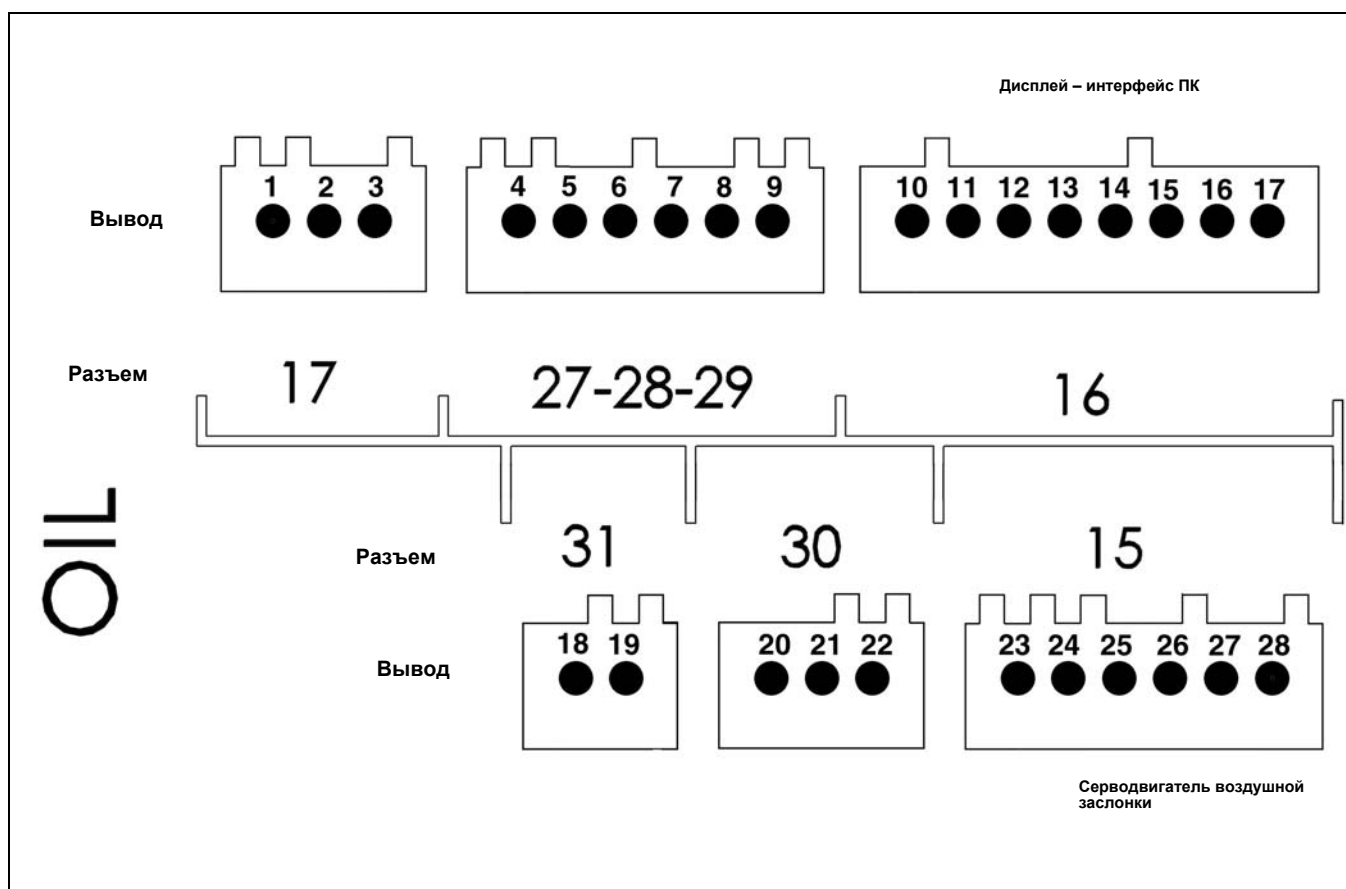 Дисплей – интерфейс ПК
1 2 3 4 5 6 7 8 9 10 11 12 13 14 15 16 17
Вывод
Разъем 17 27-28-29 16
OIL
Разъем 31 30 15
18 19 20 21 22 23 24 25 26 27 28
Вывод
Серводвигатель воздушной
заслонки